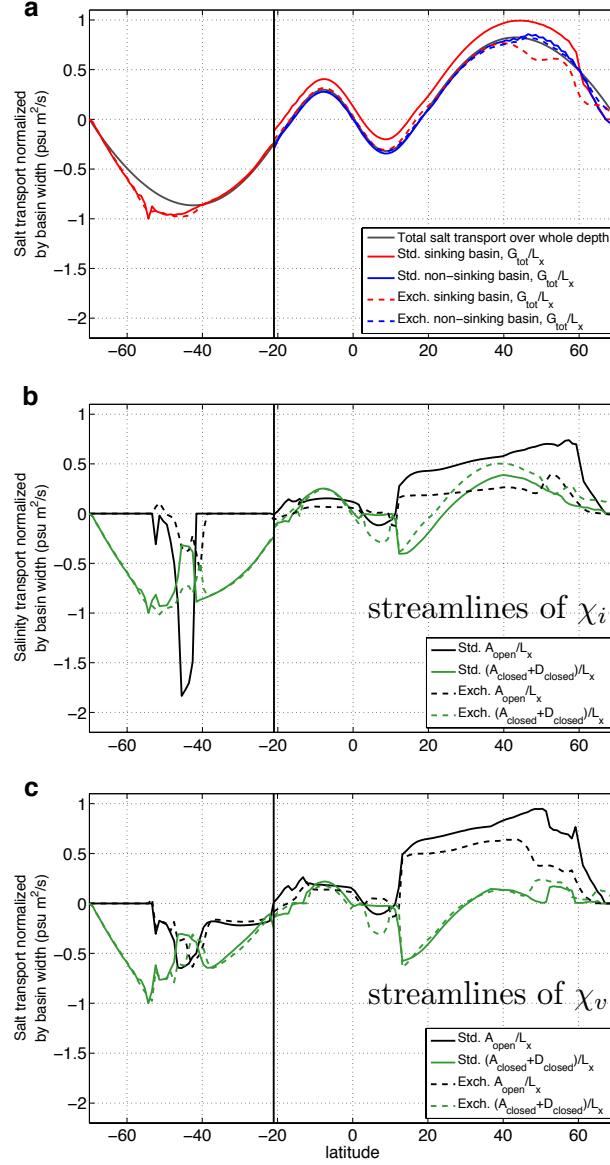 a
Salt transport normalized
by basin width (psu m²/s)
1
0.5
0
−0.5
−1
−1.5
−2
Total salt transport over whole depth
Std. sinking basin, G_tot/L_x
Std. non−sinking basin, G_tot/L_x
Exch. sinking basin, G_tot/L_x
Exch. non−sinking basin, G_tot/L_x
−60 −40 −20 0 20 40 60
b
Salinity transport normalized
by basin width (psu m²/s)
1
0.5
0
−0.5
−1
−1.5
−2
streamlines of χ_i
Std. A_open/L_x
Std. (A_closed+D_closed)/L_x
Exch. A_open/L_x
Exch. (A_closed+D_closed)/L_x
−60 −40 −20 0 20 40 60
c
Salt transport normalized
by basin width (psu m²/s)
1
0.5
0
−0.5
−1
−1.5
−2
streamlines of χ_v
Std. A_open/L_x
Std. (A_closed+D_closed)/L_x
Exch. A_open/L_x
Exch. (A_closed+D_closed)/L_x
−60 −40 −20 0 20 40 60
latitude